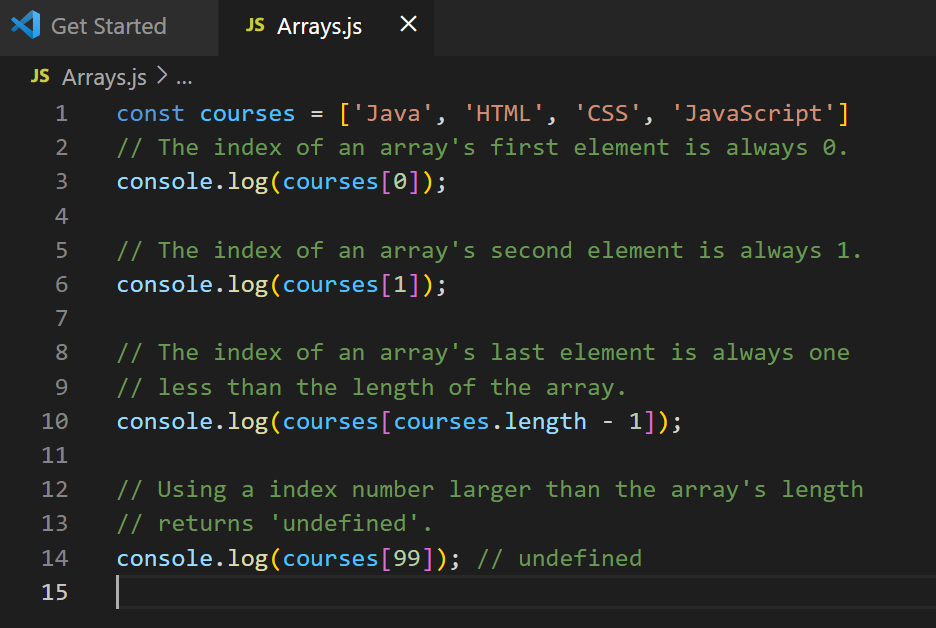 Get Started JS Arrays.js ×
JS Arrays.js > ...
1 const courses = ['Java', 'HTML', 'CSS', 'JavaScript']
2 // The index of an array's first element is always 0.
3 console.log(courses[0]);
4
5 // The index of an array's second element is always 1.
6 console.log(courses[1]);
7
8 // The index of an array's last element is always one
9 // less than the length of the array.
10 console.log(courses[courses.length - 1]);
11
12 // Using a index number larger than the array's length
13 // returns 'undefined'.
14 console.log(courses[99]); // undefined
15